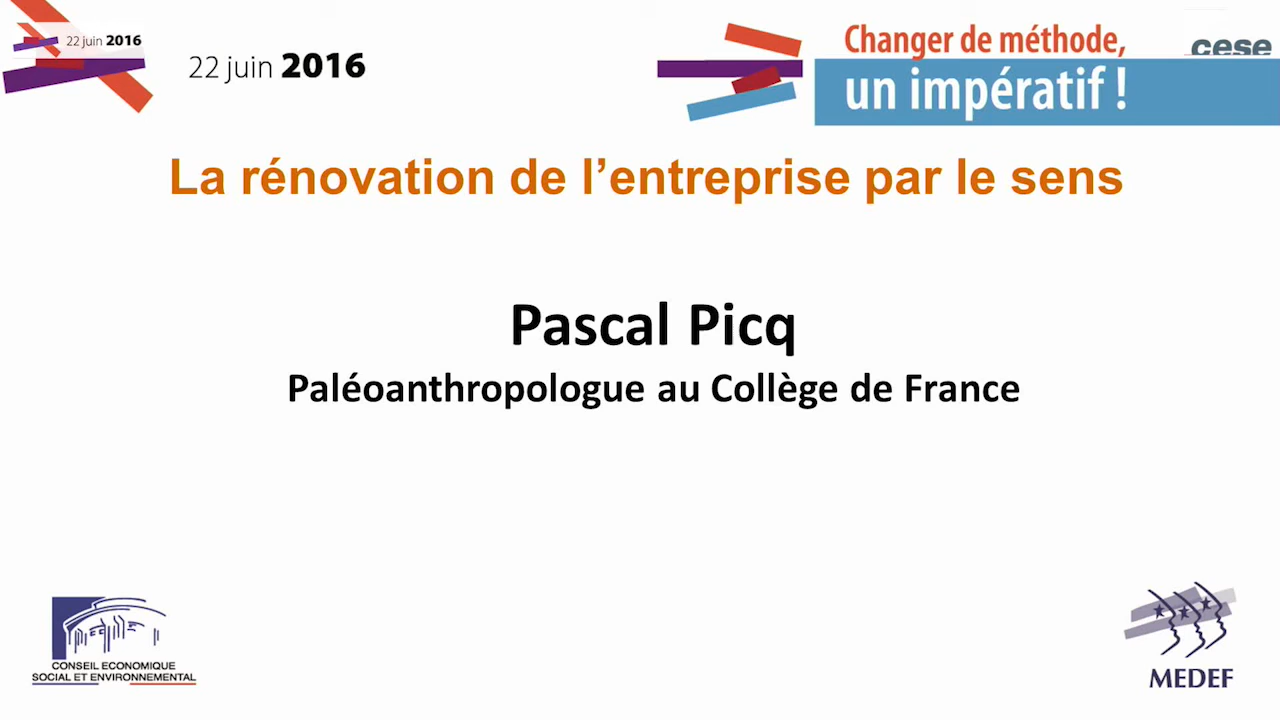 22 juin 2016
22 juin 2016
Changer de méthode,
un impératif !
cese
La rénovation de l’entreprise par le sens
Pascal Picq
Paléoanthropologue au Collège de France
CONSEIL ECONOMIQUE
SOCIAL ET ENVIRONNEMENTAL
MEDEF